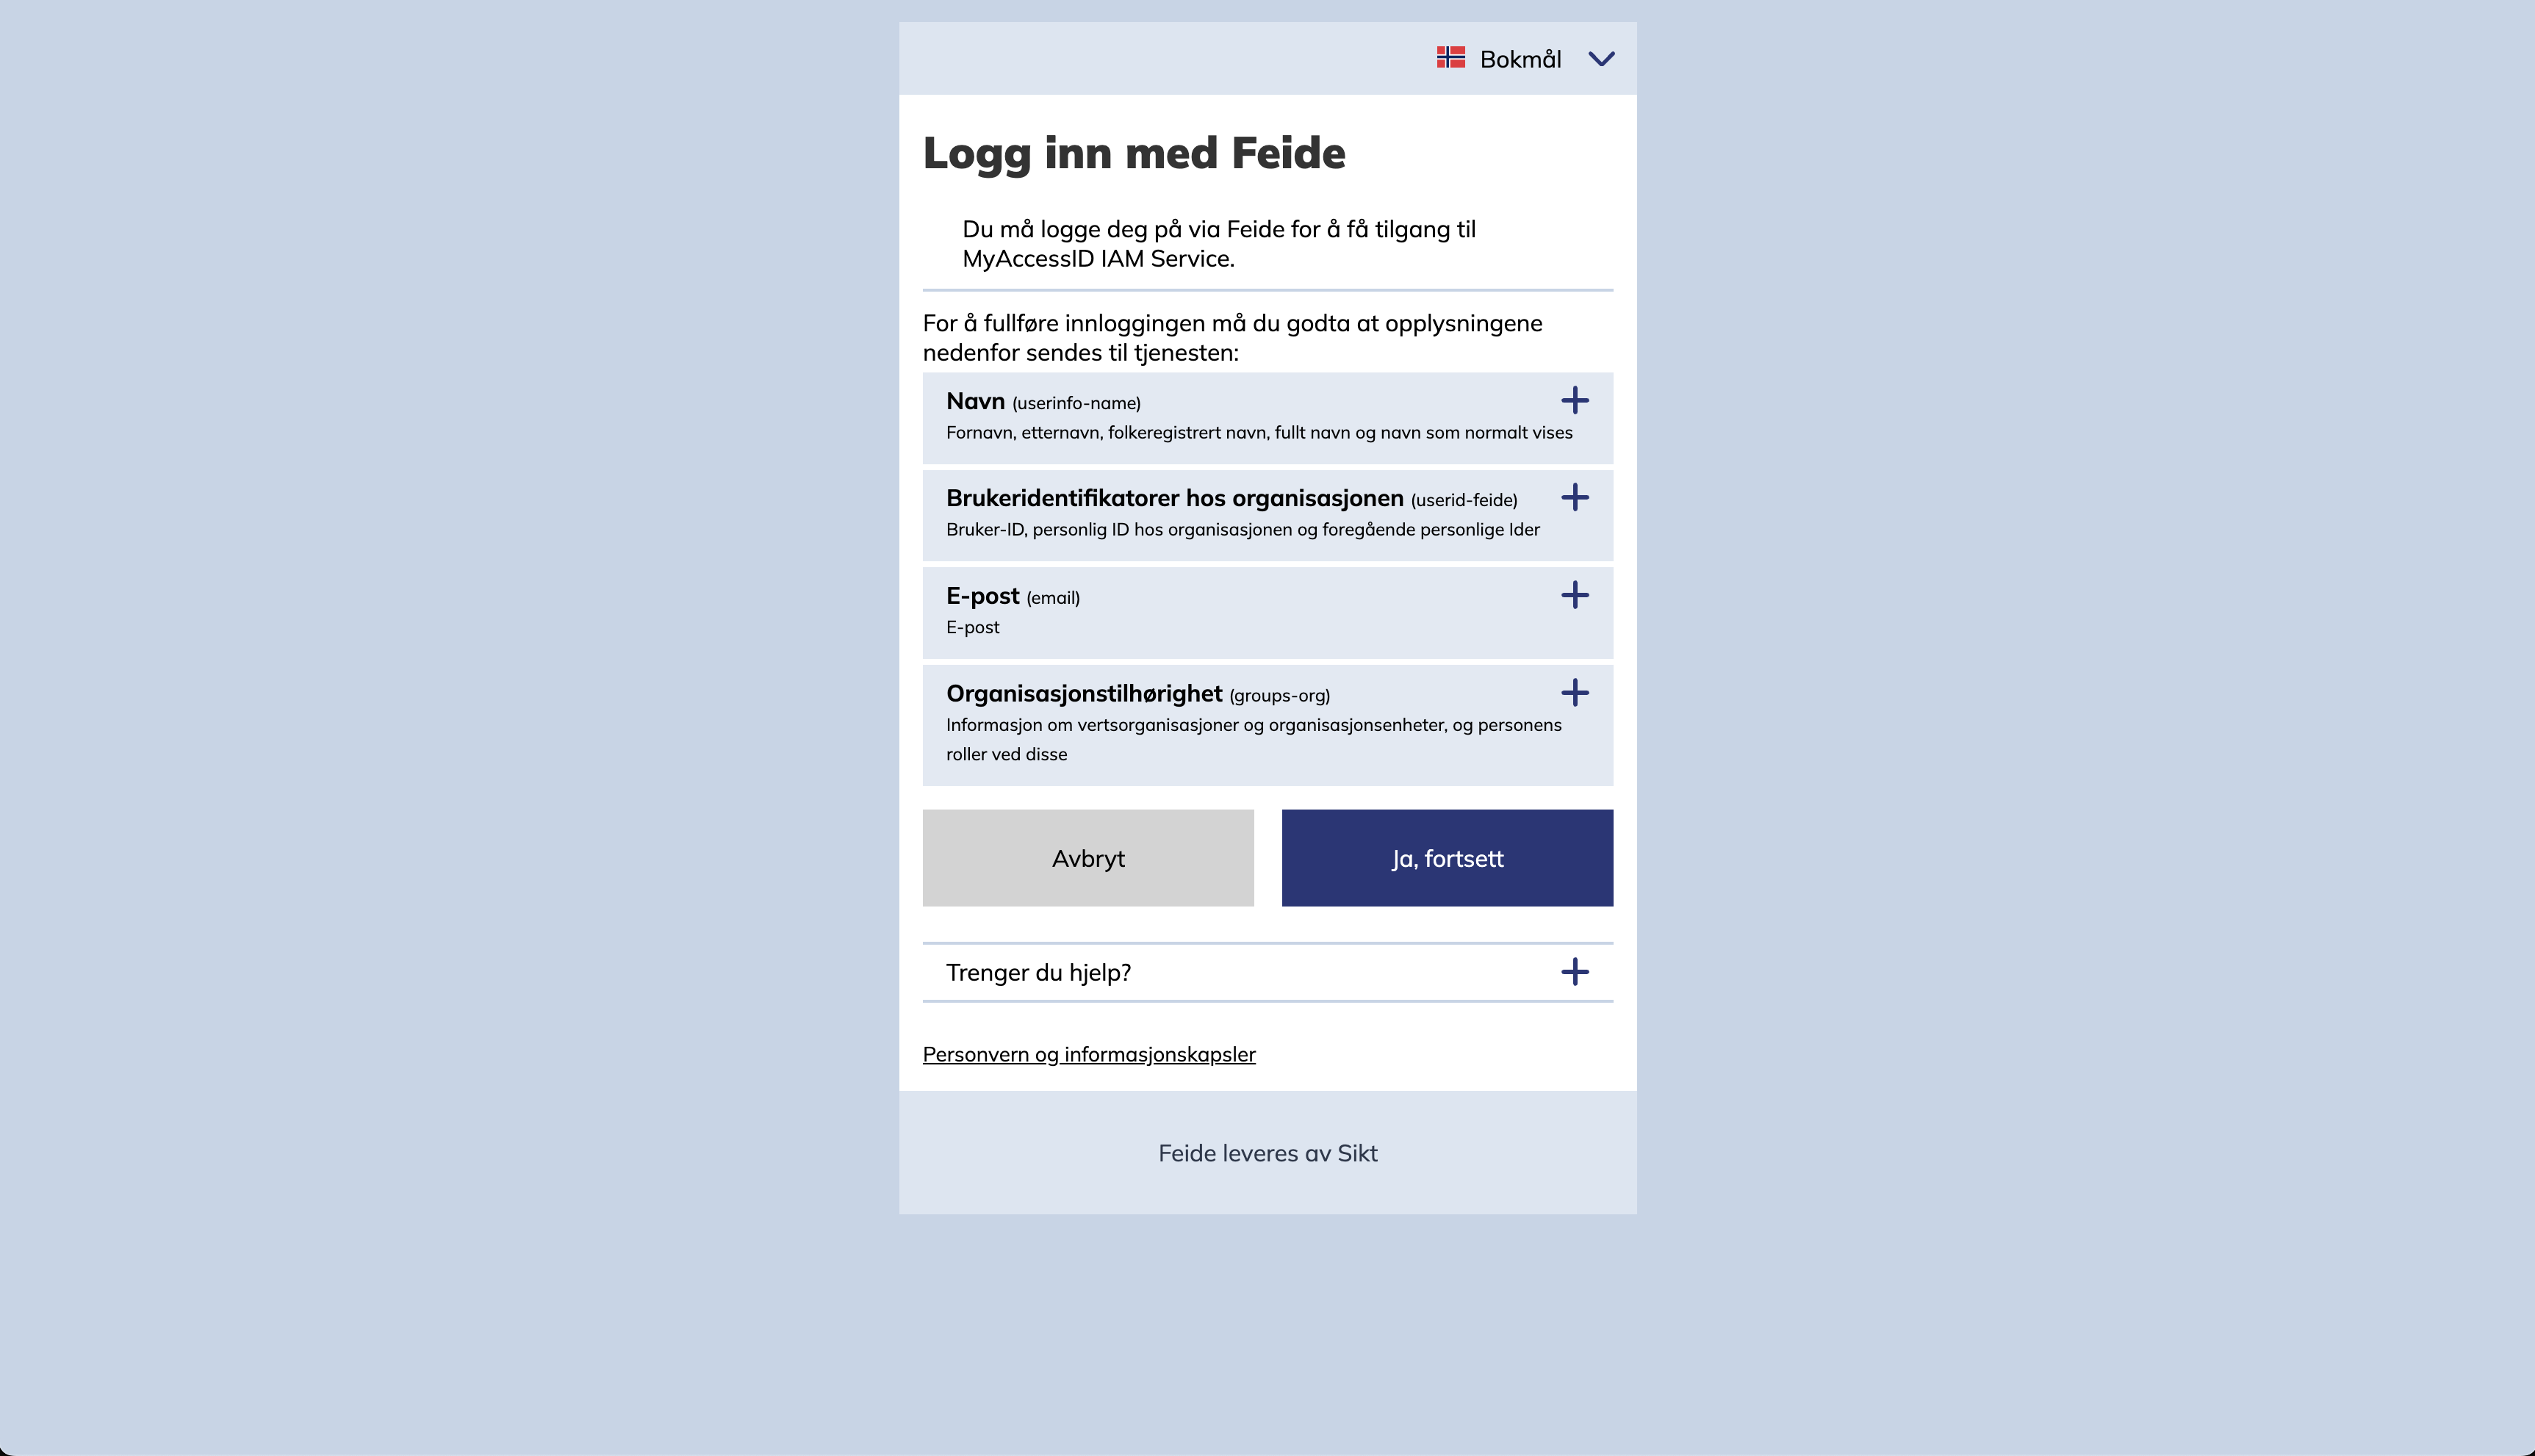 Bokmål
Logg inn med Feide
Du må logge deg på via Feide for å få tilgang til
MyAccessID IAM Service.
For å fullføre innloggingen må du godta at opplysningene
nedenfor sendes til tjenesten:
Navn (userinfo-name)
Fornavn, etternavn, folkeregistrert navn, fullt navn og navn som normalt vises
Brukeridentifikatorer hos organisasjonen (userid-feide)
Bruker-ID, personlig ID hos organisasjonen og foregående personlige IDer
E-post (email)
E-post
Organisasjonstilhørighet (groups-org)
Informasjon om vertsorganisasjoner og organisasjonsenheter, og personens
roller ved disse
Avbryt
Ja, fortsett
Trenger du hjelp?
Personvern og informasjonskapsler
Feide leveres av Sikt